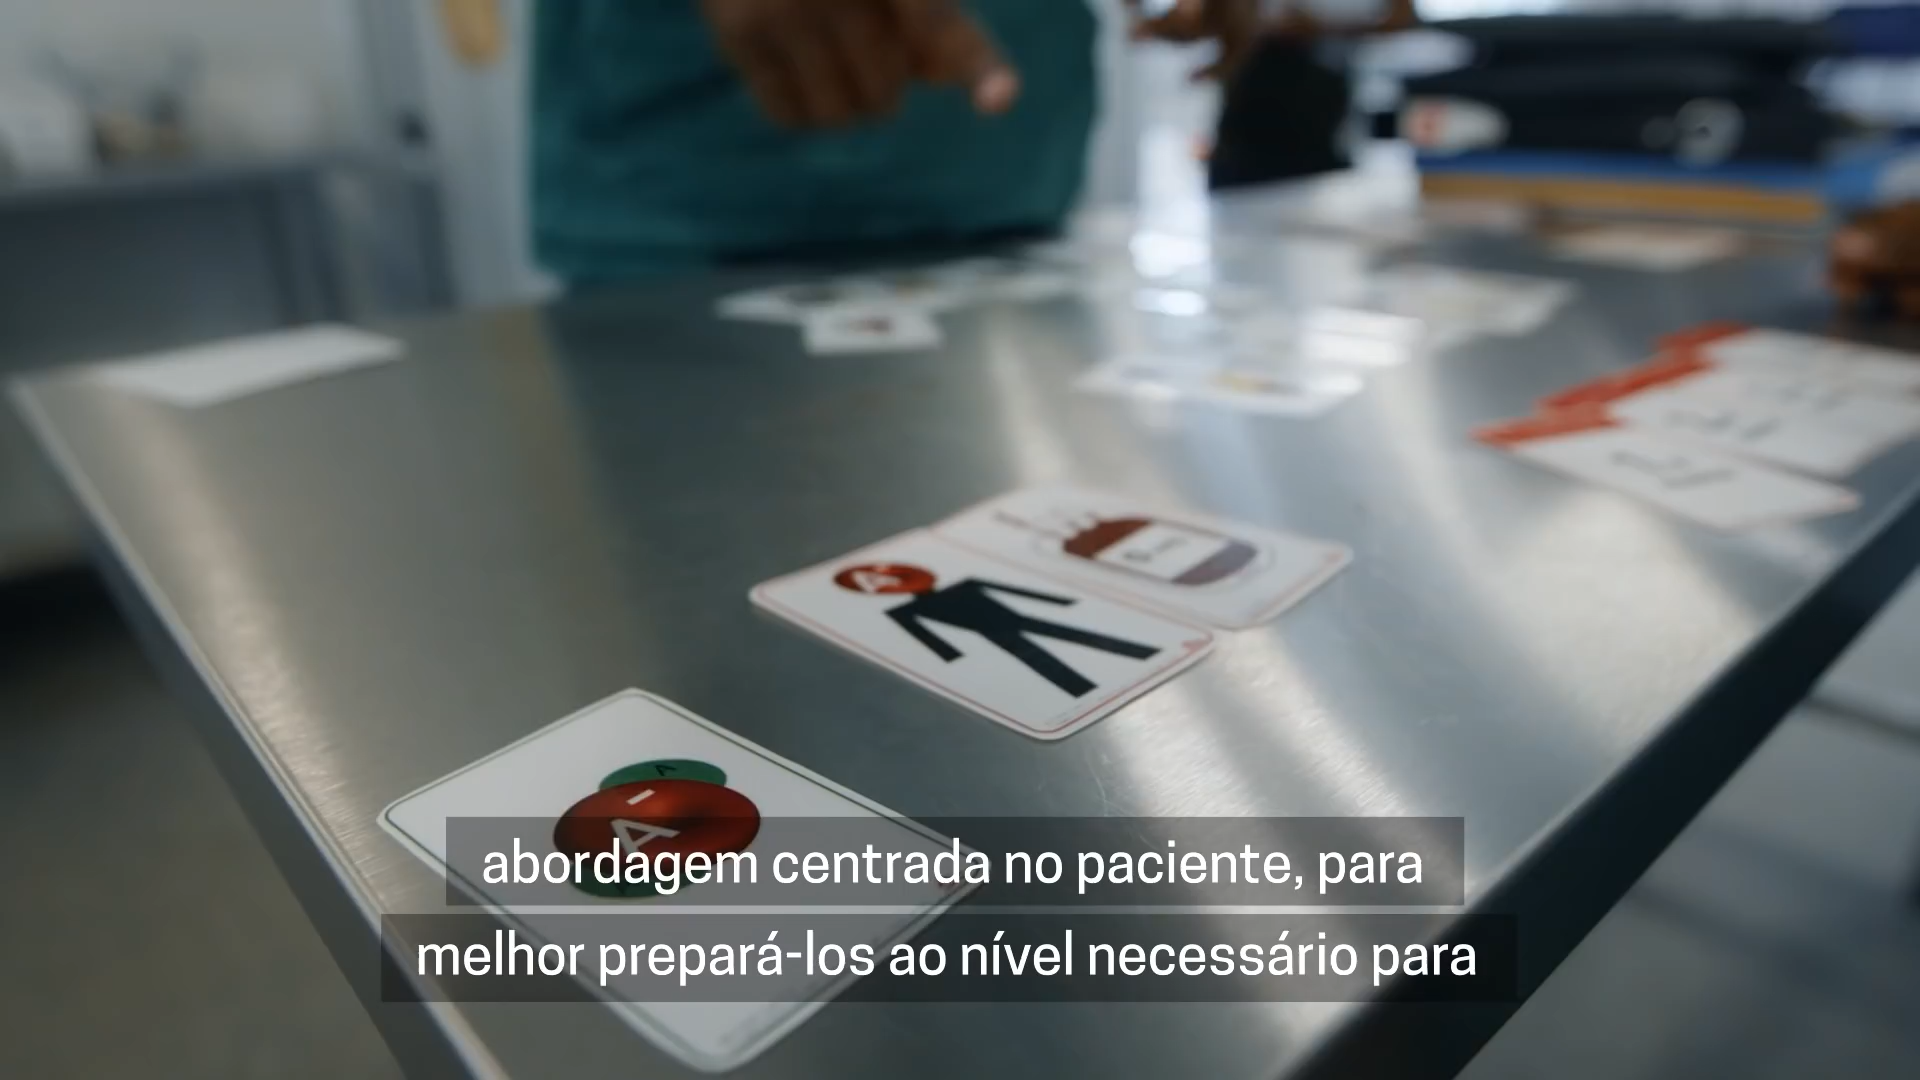 A
A
A
abordagem centrada no paciente, para
melhor prepará-los ao nível necessário para